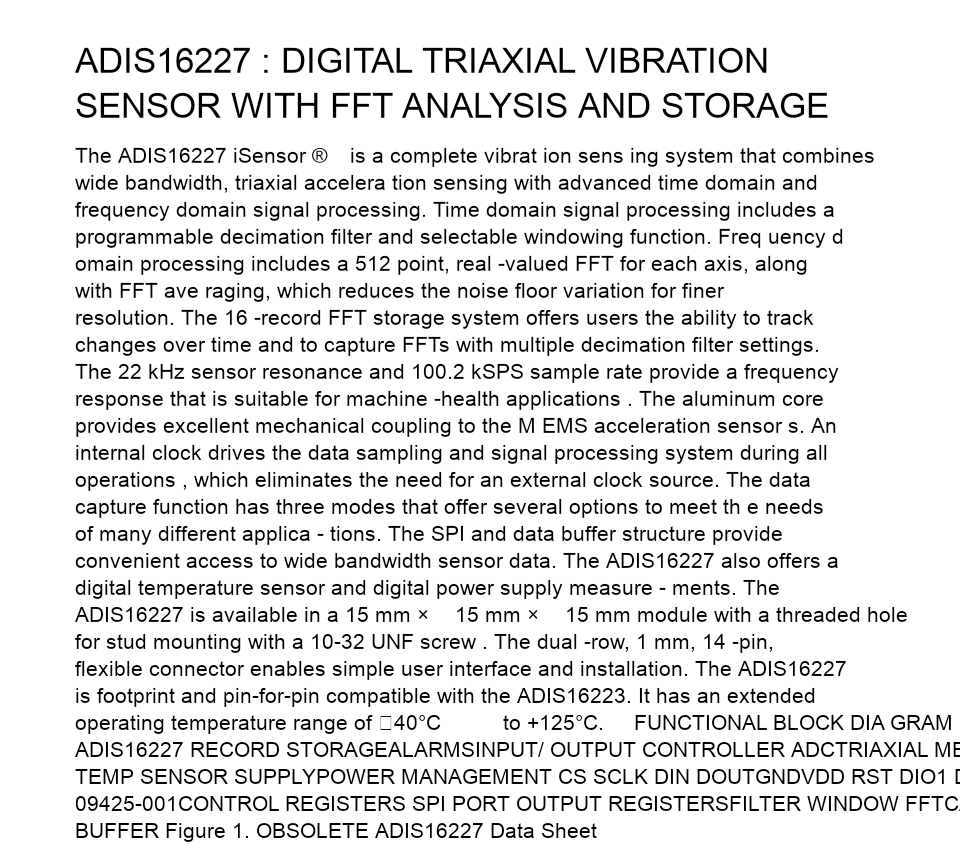 ADIS16227 : DIGITAL TRIAXIAL VIBRATION
SENSOR WITH FFT ANALYSIS AND STORAGE
The ADIS16227 iSensor ® is a complete vibrat ion sens ing system that combines
wide bandwidth, triaxial accelera tion sensing with advanced time domain and
frequency domain signal processing. Time domain signal processing includes a
programmable decimation filter and selectable windowing function. Freq uency d
omain processing includes a 512 point, real -valued FFT for each axis, along
with FFT ave raging, which reduces the noise floor variation for finer
resolution. The 16 -record FFT storage system offers users the ability to track
changes over time and to capture FFTs with multiple decimation filter settings.
The 22 kHz sensor resonance and 100.2 kSPS sample rate provide a frequency
response that is suitable for machine -health applications . The aluminum core
provides excellent mechanical coupling to the M EMS acceleration sensor s. An
internal clock drives the data sampling and signal processing system during all
operations , which eliminates the need for an external clock source. The data
capture function has three modes that offer several options to meet th e needs
of many different applica - tions. The SPI and data buffer structure provide
convenient access to wide bandwidth sensor data. The ADIS16227 also offers a
digital temperature sensor and digital power supply measure - ments. The
ADIS16227 is available in a 15 mm × 15 mm × 15 mm module with a threaded hole
for stud mounting with a 10-32 UNF screw . The dual -row, 1 mm, 14 -pin,
flexible connector enables simple user interface and installation. The ADIS16227
is footprint and pin-for-pin compatible with the ADIS16223. It has an extended
operating temperature range of 40°C to +125°C. FUNCTIONAL BLOCK DIA GRAM
ADIS16227 RECORD STORAGEALARMSINPUT/ OUTPUT CONTROLLER ADCTRIAXIAL
TEMP SENSOR SUPPLYPOWER MANAGEMENT CS SCLK DIN DOUTGNDVDD RST DIO1
09425-001CONTROL REGISTERS SPI PORT OUTPUT REGISTERSFILTER WINDOW
BUFFER Figure 1. OBSOLETE ADIS16227 Data Sheet